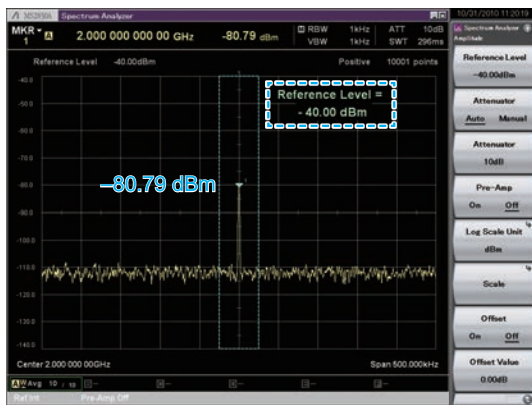 MS2830A Spectrum Analyzer
10/31/2010 11:20:19
MKR 1 2.000 000 000 00 GHz -80.79 dBm
RBW 1kHz ATT 10dB
VBW 1kHz SWT 296ms
Reference Level -40.00dBm Positive 10001 points
Spectrum Analyzer
Amplitude
Reference Level =
- 40.00 dBm
–80.79 dBm
-40.0
-50.0
-60.0
-70.0
-80.0
-90.0
-100.0
-110.0
-120.0
-130.0
-140.0
Center 2.000 000 00GHz Span 500.000kHz
AW Avg 10 / 10
Ref.Int Pre-Amp Off
Reference Level
-40.00dBm
Attenuator
Auto Manual
Attenuator
10dB
Pre-Amp
On Off
Log Scale Unit
dBm
Scale
Offset
On Off
Offset Value
0.00dB